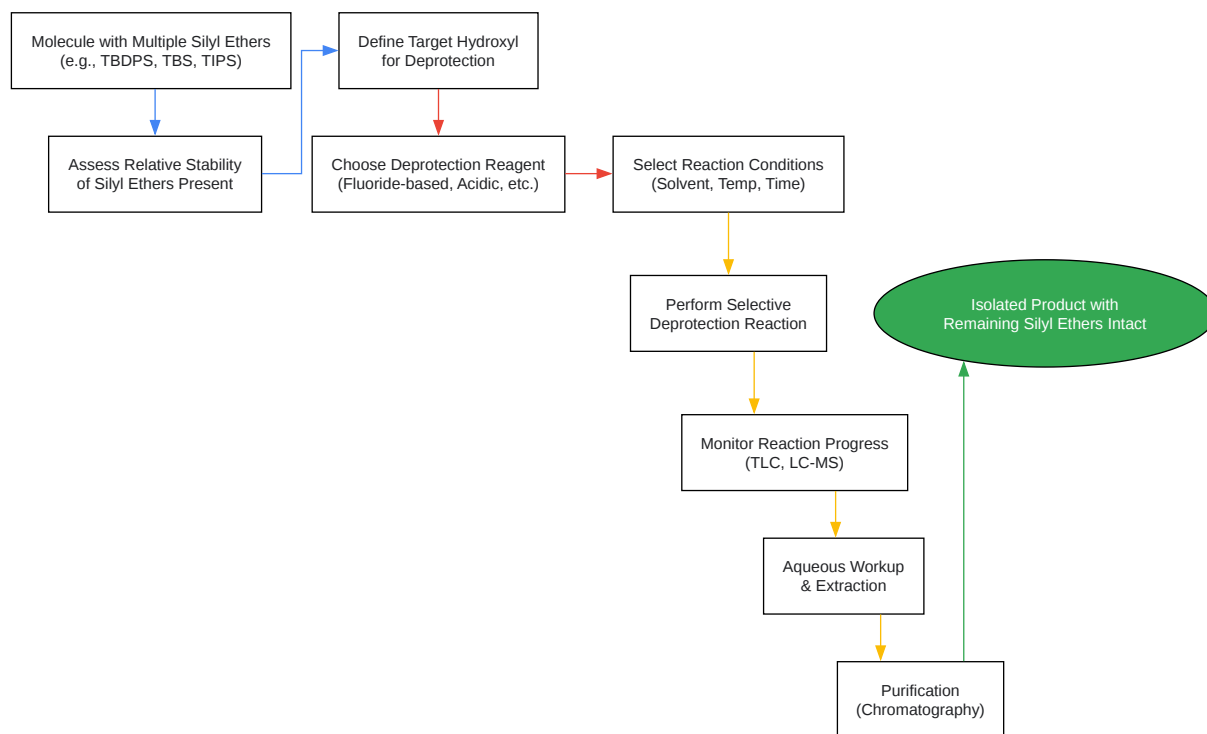 Molecule with Multiple Silyl Ethers
(e.g., TBDPS, TBS, TIPS)
Assess Relative Stability
of Silyl Ethers Present
Define Target Hydroxyl
for Deprotection
Choose Deprotection Reagent
(Fluoride-based, Acidic, etc.)
Select Reaction Conditions
(Solvent, Temp, Time)
Perform Selective
Deprotection Reaction
Monitor Reaction Progress
(TLC, LC-MS)
Aqueous Workup
& Extraction
Purification
(Chromatography)
Isolated Product with
Remaining Silyl Ethers Intact